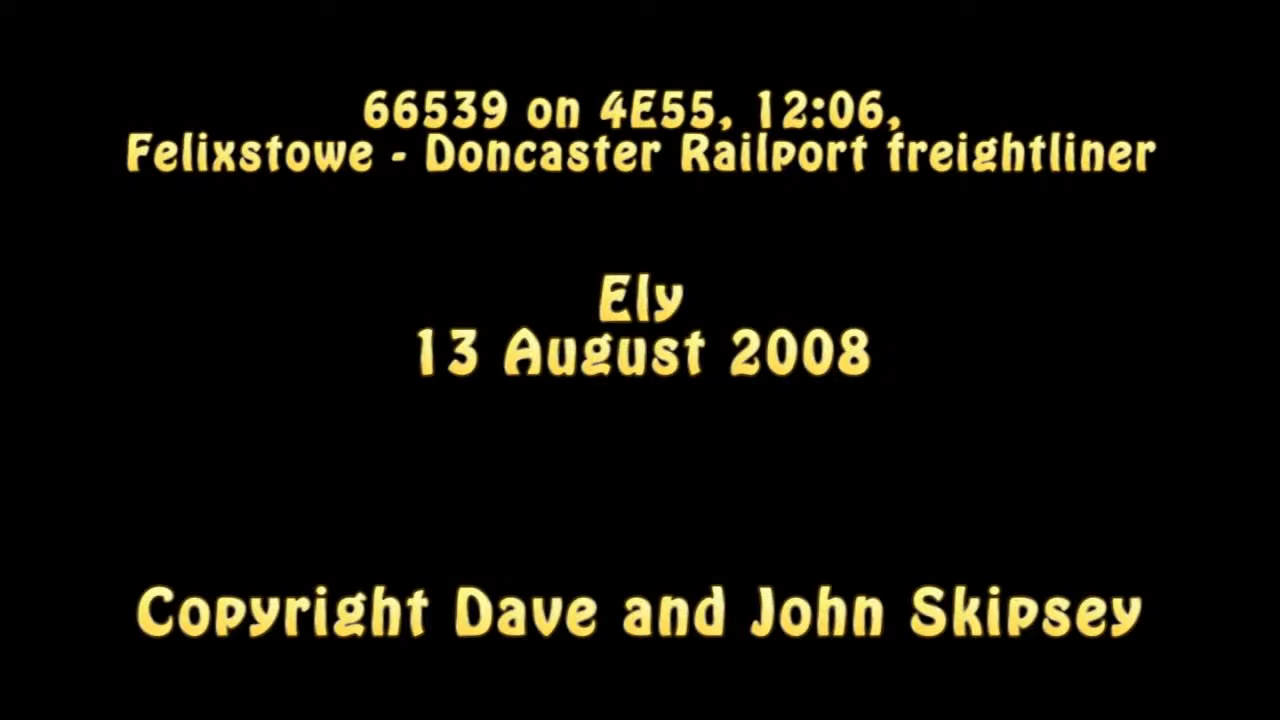 66539 on 4E55, 12:06,
Felixstowe - Doncaster Railport freightliner
Ely
13 August 2008
Copyright Dave and John Skipsey